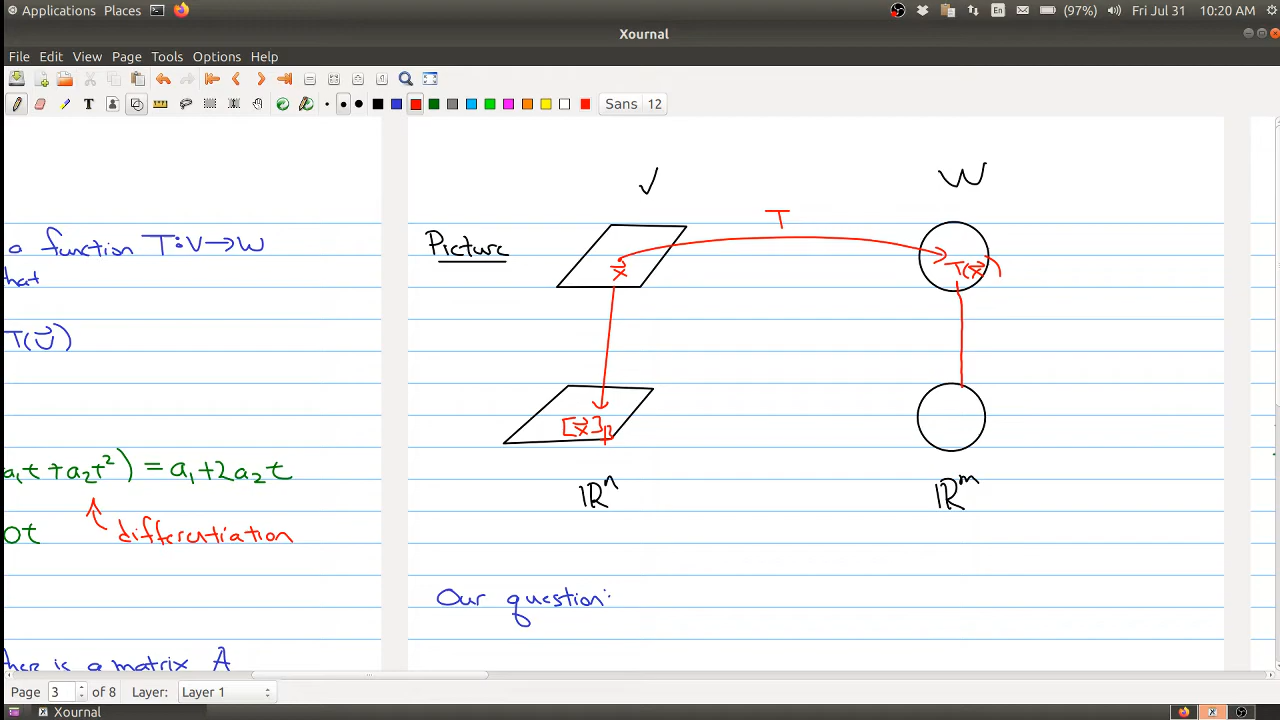 Applications Places (97%) Fri Jul 31 10:20 AM
En
Xournal
File Edit View Page Tools Options Help
Sans 12
V W
T
a function T:V→W
Picture
x⃗ T(x⃗)
that
T(U⃗)
[x⃗]β
a₁t + a₂t²) = a₁ + 2a₂t
ℝⁿ ℝᵐ
0t
differentiation
Our question:
there is a matrix A
Page 3 of 8 Layer: Layer 1
Xournal